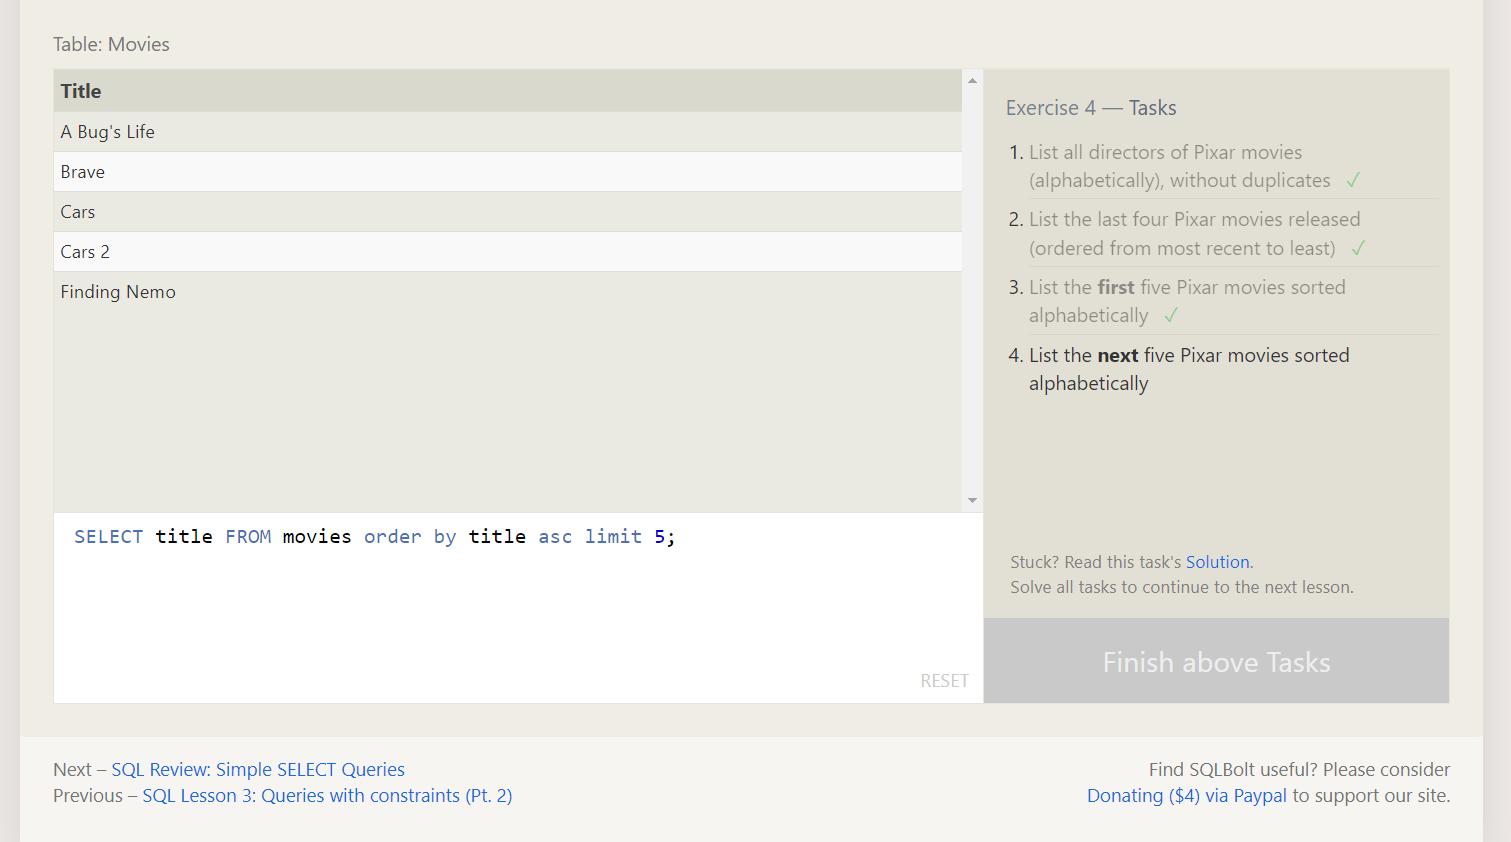 Table: Movies
Title
A Bug's Life
Brave
Cars
Cars 2
Finding Nemo
SELECT title FROM movies order by title asc limit 5;
RESET
Exercise 4 — Tasks
1. List all directors of Pixar movies
(alphabetically), without duplicates ✓
2. List the last four Pixar movies released
(ordered from most recent to least) ✓
3. List the first five Pixar movies sorted
alphabetically ✓
4. List the next five Pixar movies sorted
alphabetically
Stuck? Read this task's Solution.
Solve all tasks to continue to the next lesson.
Finish above Tasks
Next – SQL Review: Simple SELECT Queries
Previous – SQL Lesson 3: Queries with constraints (Pt. 2)
Find SQLBolt useful? Please consider
Donating ($4) via Paypal to support our site.